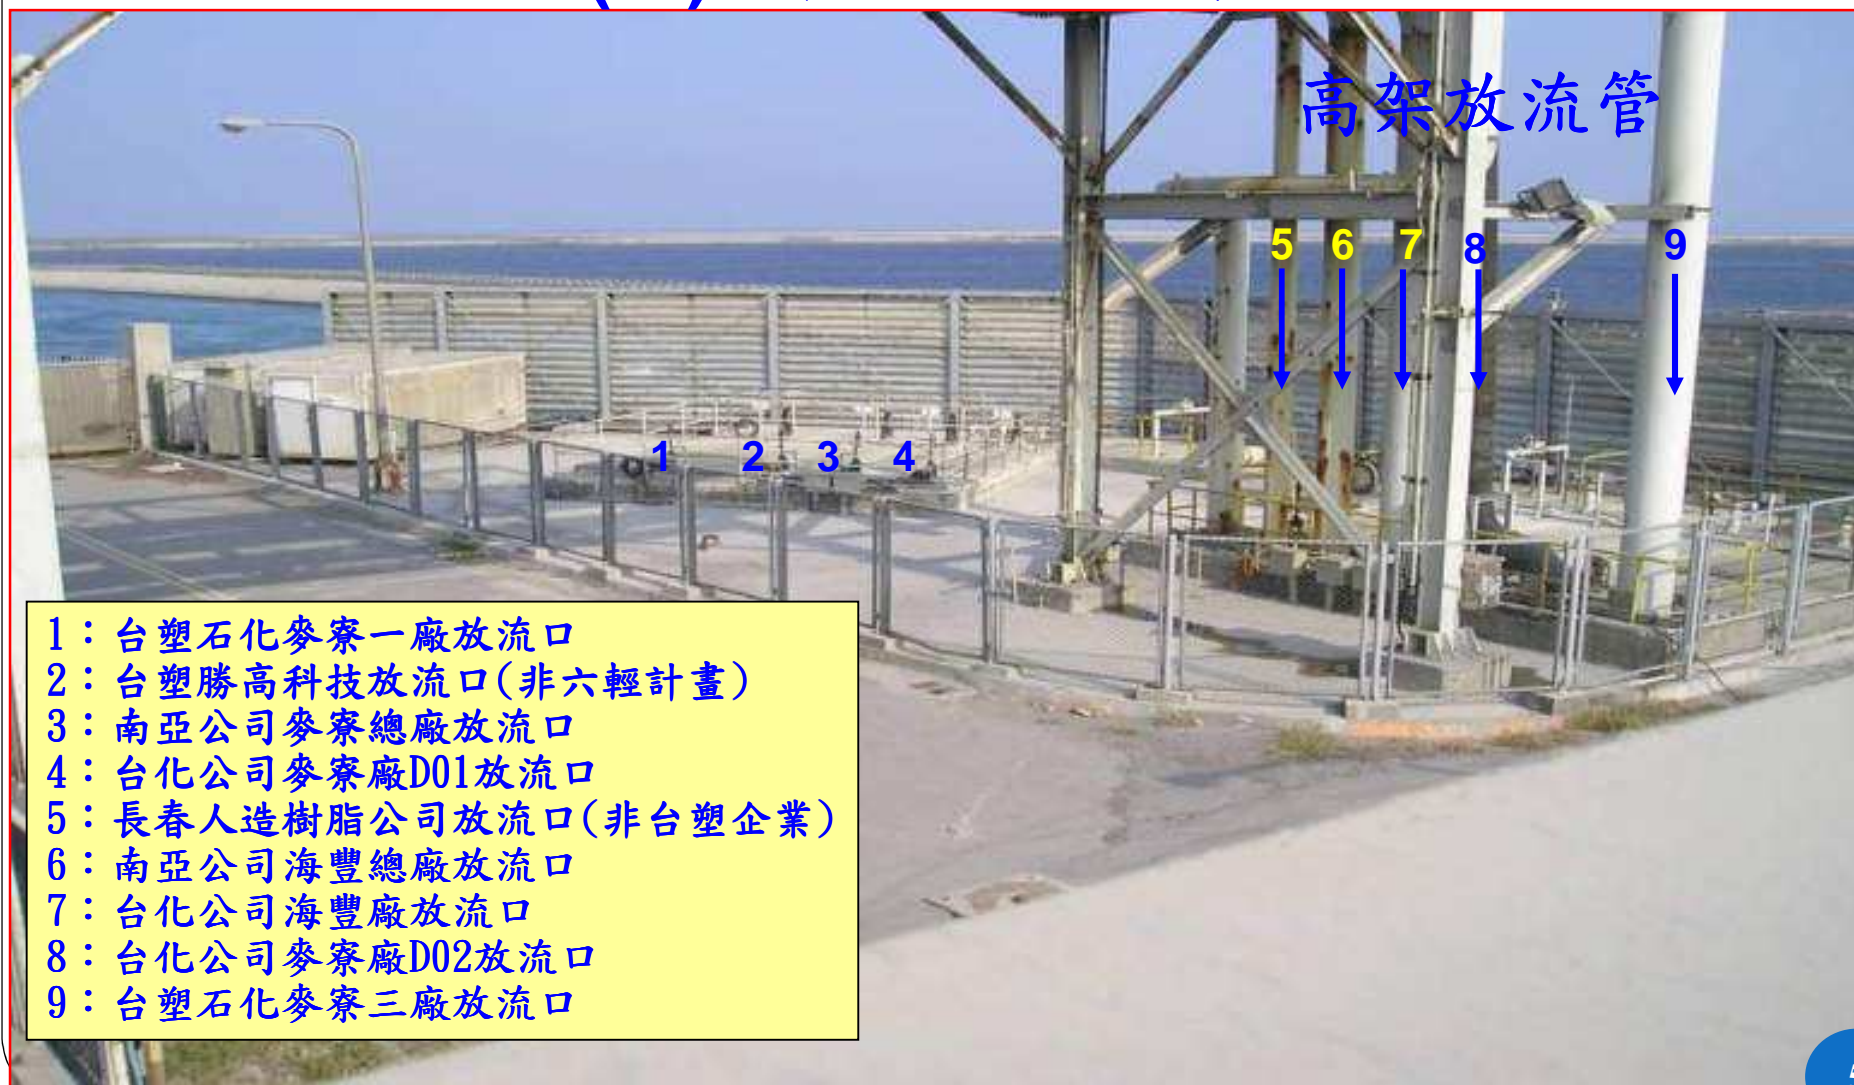 高架放流管
5 6 7 8 9
1 2 3 4
1：台塑石化麥寮一廠放流口
2：台塑勝高科技放流口(非六輕計畫)
3：南亞公司麥寮總廠放流口
4：台化公司麥寮廠D01放流口
5：長春人造樹脂公司放流口(非台塑企業)
6：南亞公司海豐總廠放流口
7：台化公司海豐廠放流口
8：台化公司麥寮廠D02放流口
9：台塑石化麥寮三廠放流口